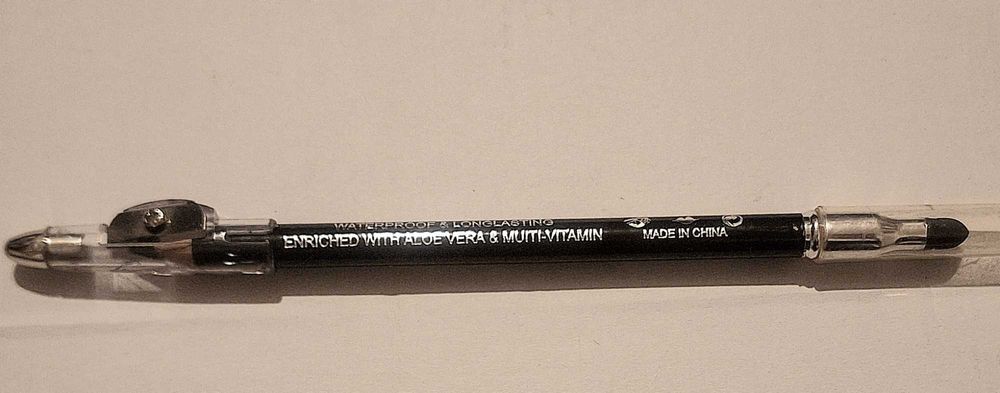 WATERPROOF & LONGLASTING
ENRICHED WITH ALOE VERA & MUITI-VITAMIN
MADE IN CHINA